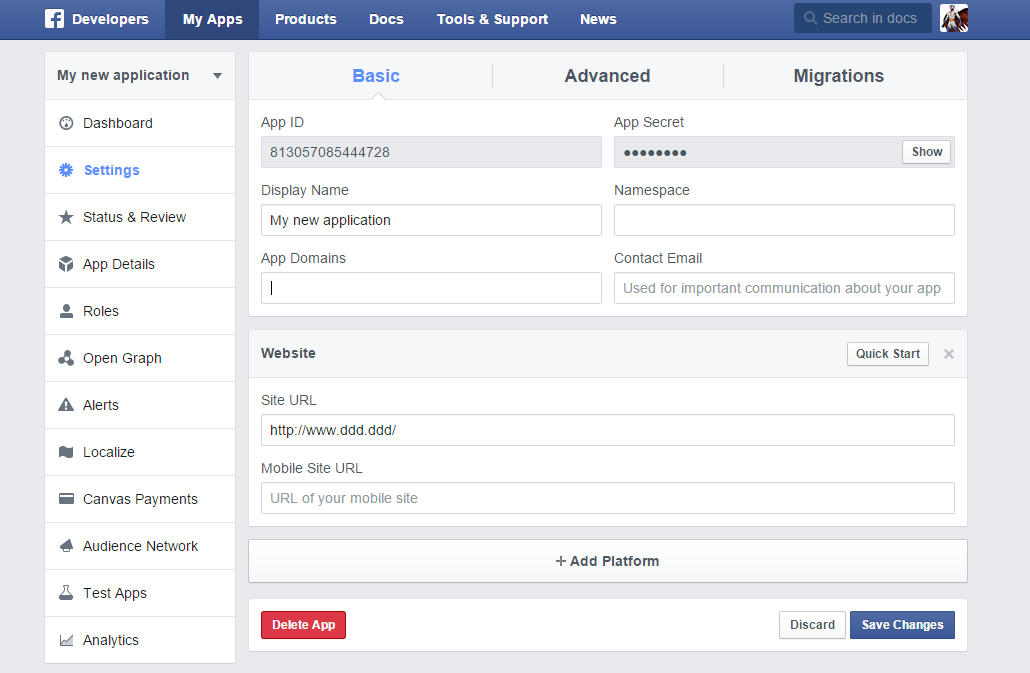 Developers My Apps Products Docs Tools & Support News Search in docs
My new application
Dashboard
Settings
Status & Review
App Details
Roles
Open Graph
Alerts
Localize
Canvas Payments
Audience Network
Test Apps
Analytics
Basic Advanced Migrations
App ID App Secret
813057085444728 ●●●●●●●● Show
Display Name Namespace
My new application
App Domains Contact Email
Used for important communication about your app
Website Quick Start
Site URL
http://www.ddd.ddd/
Mobile Site URL
URL of your mobile site
+ Add Platform
Delete App Discard Save Changes